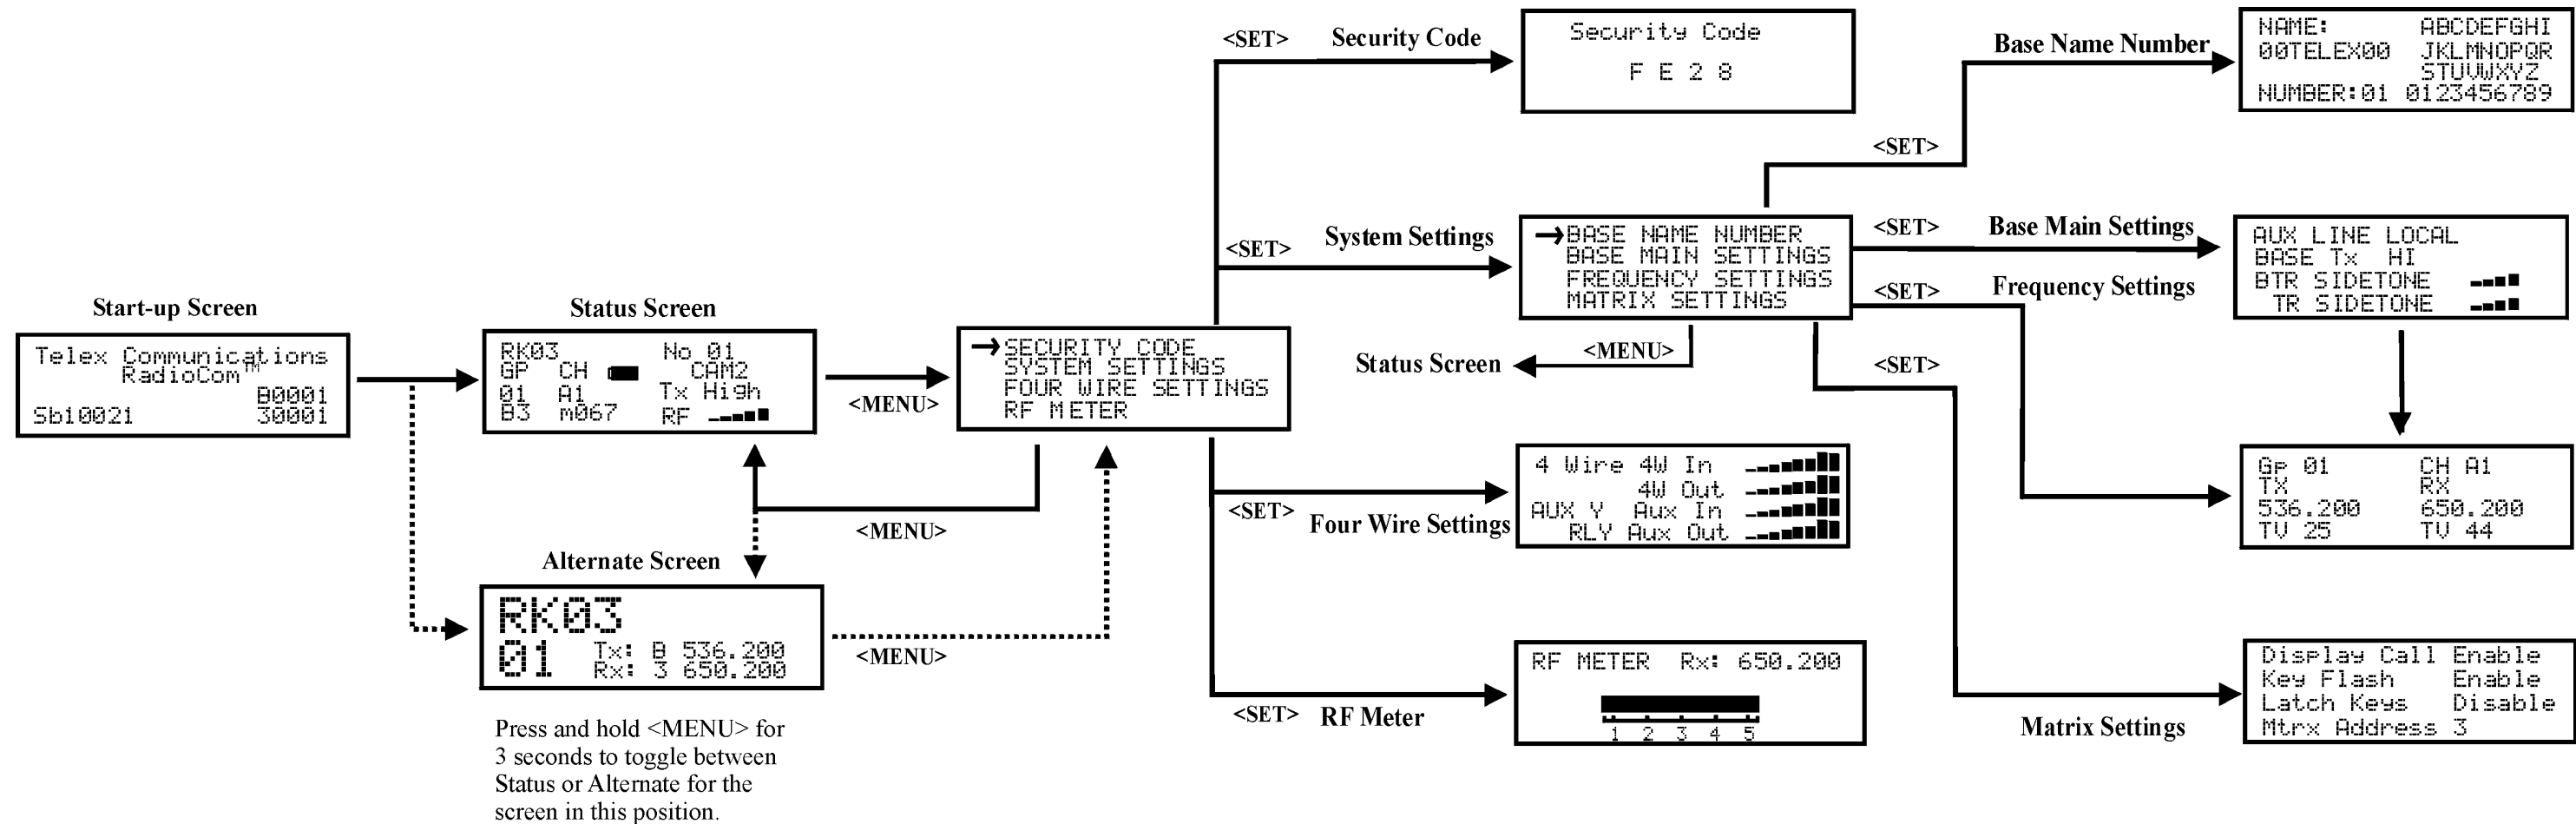 Start-up Screen
Telex Communications
RadioCom™
B0001
Sb10021 30001
Status Screen
RK03 No 01
GP CH CAM2
01 A1 Tx High
B3 m067 RF
<MENU>
SECURITY CODE
SYSTEM SETTINGS
FOUR WIRE SETTINGS
RF METER
<MENU>
Alternate Screen
RK03
01 Tx: B 536.200
Rx: 3 650.200
<MENU>
Press and hold <MENU> for
3 seconds to toggle between
Status or Alternate for the
screen in this position.
<SET> Security Code
Security Code
F E 2 8
<SET> System Settings
BASE NAME NUMBER
BASE MAIN SETTINGS
FREQUENCY SETTINGS
MATRIX SETTINGS
Status Screen <MENU>
<SET> Four Wire Settings
4 Wire 4W In
4W Out
AUX Y Aux In
RLY Aux Out
<SET> RF Meter
RF METER Rx: 650.200
1 2 3 4 5
<SET> Base Name Number
NAME: ABCDEFGHI
00TELEX00 JKLMNOPQR
STUVWXYZ
NUMBER:01 0123456789
<SET> Base Main Settings
AUX LINE LOCAL
BASE Tx HI
BTR SIDETONE
TR SIDETONE
<SET> Frequency Settings
Gp 01 CH A1
TX RX
536.200 650.200
TV 25 TV 44
<SET>
Matrix Settings
Display Call Enable
Key Flash Enable
Latch Keys Disable
Mtrx Address 3